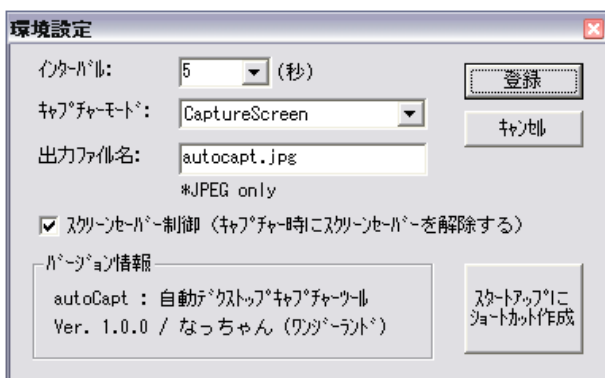 環境設定
ｲﾝﾀｰﾊﾞﾙ: 5 (秒) 登録
ｷｬﾌﾟﾁｬｰﾓｰﾄﾞ: CaptureScreen ｷｬﾝｾﾙ
出力ﾌｧｲﾙ名: autocapt.jpg
*JPEG only
ｽｸﾘｰﾝｾｰﾊﾞｰ制御 (ｷｬﾌﾟﾁｬｰ時にｽｸﾘｰﾝｾｰﾊﾞｰを解除する)
ﾊﾞｰｼﾞｮﾝ情報
autoCapt : 自動ﾃﾞｸｽﾄｯﾌﾟｷｬﾌﾟﾁｬｰﾂｰﾙ
Ver. 1.0.0 / なっちゃん (ﾜﾝｼﾞｰﾗﾝﾄﾞ)
ｽﾀｰﾄｱｯﾌﾟに
ｼｮｰﾄｶｯﾄ作成